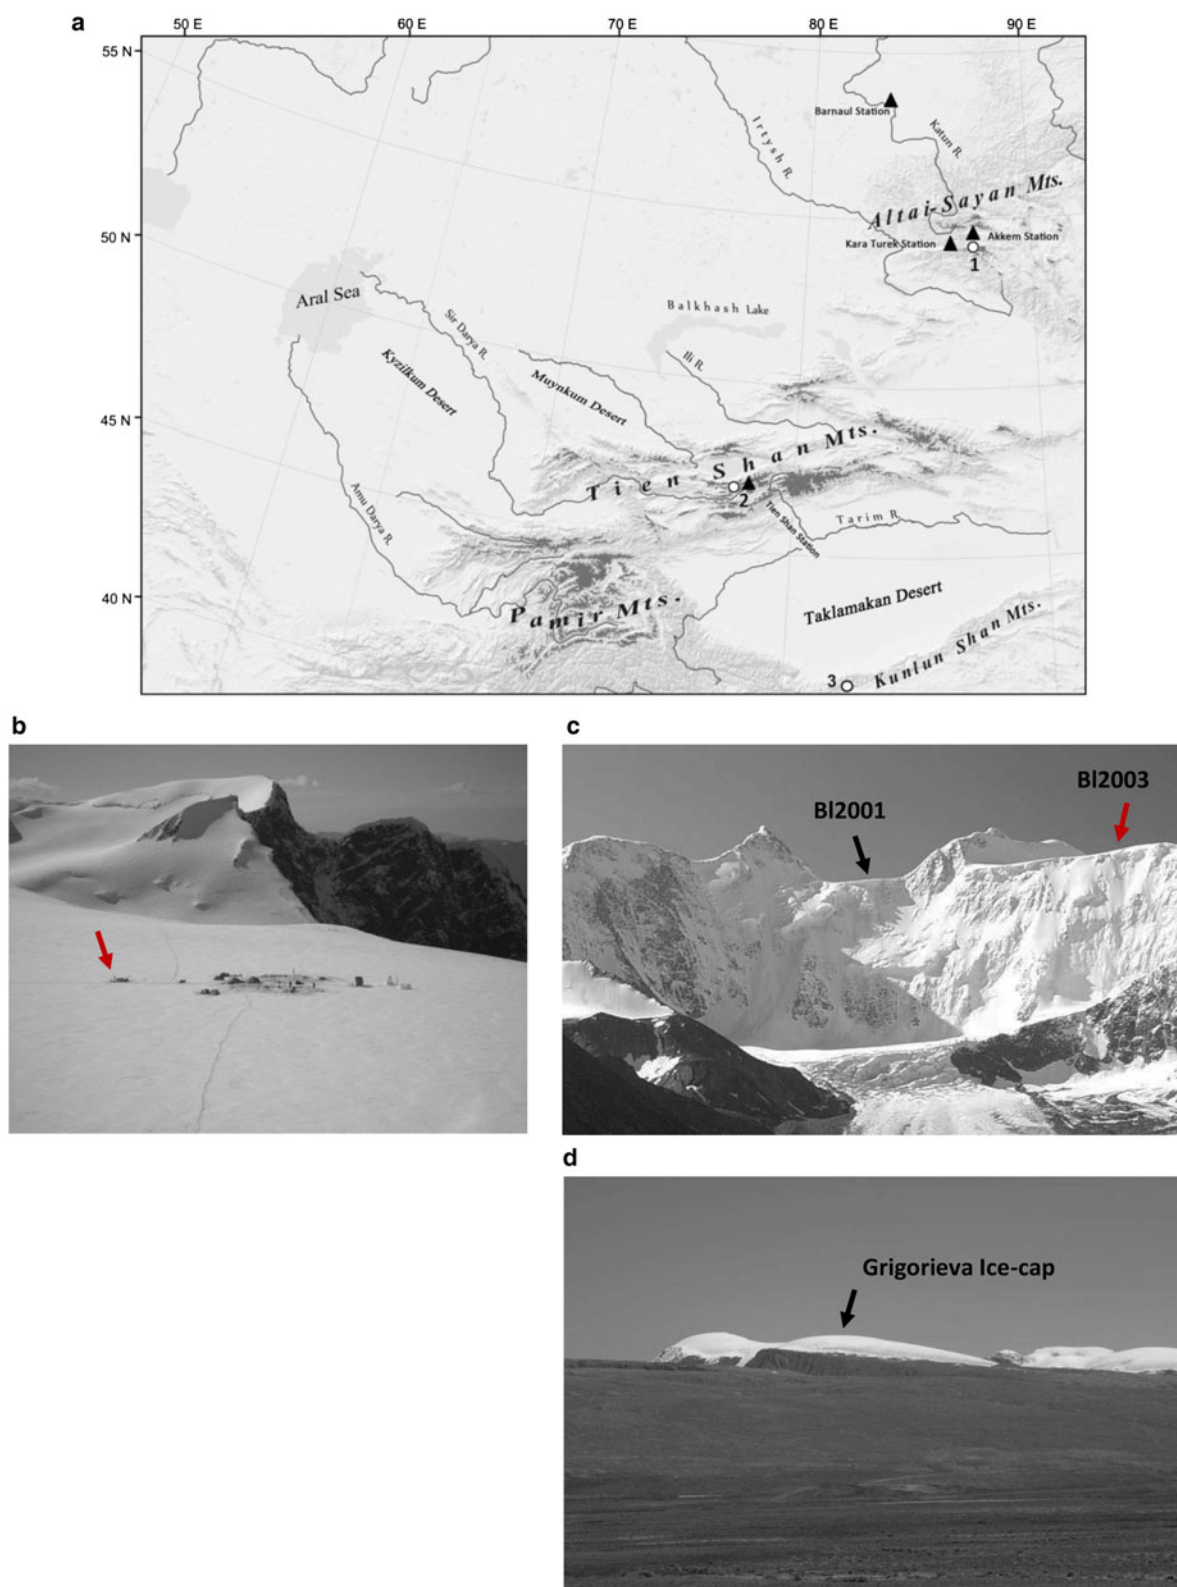 a
50 E 60 E 70 E 80 E 90 E
55 N
50 N
45 N
40 N
Barnaul Station
Katun R.
Irtysh R.
Altai-Sayan Mts.
Kara Turek Station
Akkem Station
1
Aral Sea
Balkhash Lake
Sir Darya R.
Ili R.
Kyzilkum Desert
Muynkum Desert
Tien-Shan Mts.
2
Tien Shan Station
Tarim R.
Amu Darya R.
Pamir Mts.
Taklamakan Desert
Kunlun Shan Mts.
3
b
c
Bl2003
Bl2001
d
Grigorieva Ice-cap